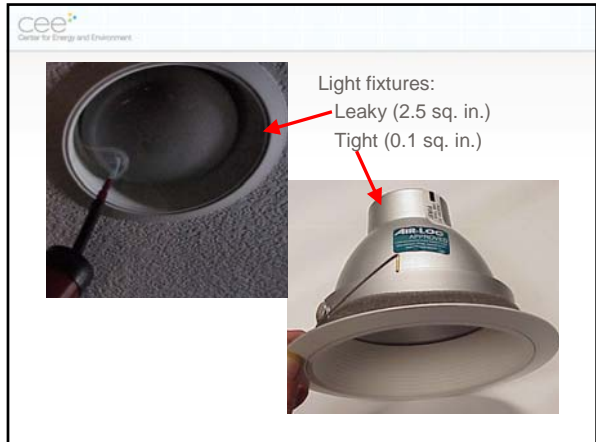 cee
Center for Energy and Environment
Light fixtures:
Leaky (2.5 sq. in.)
Tight (0.1 sq. in.)
AIR-LOC
APPROVED